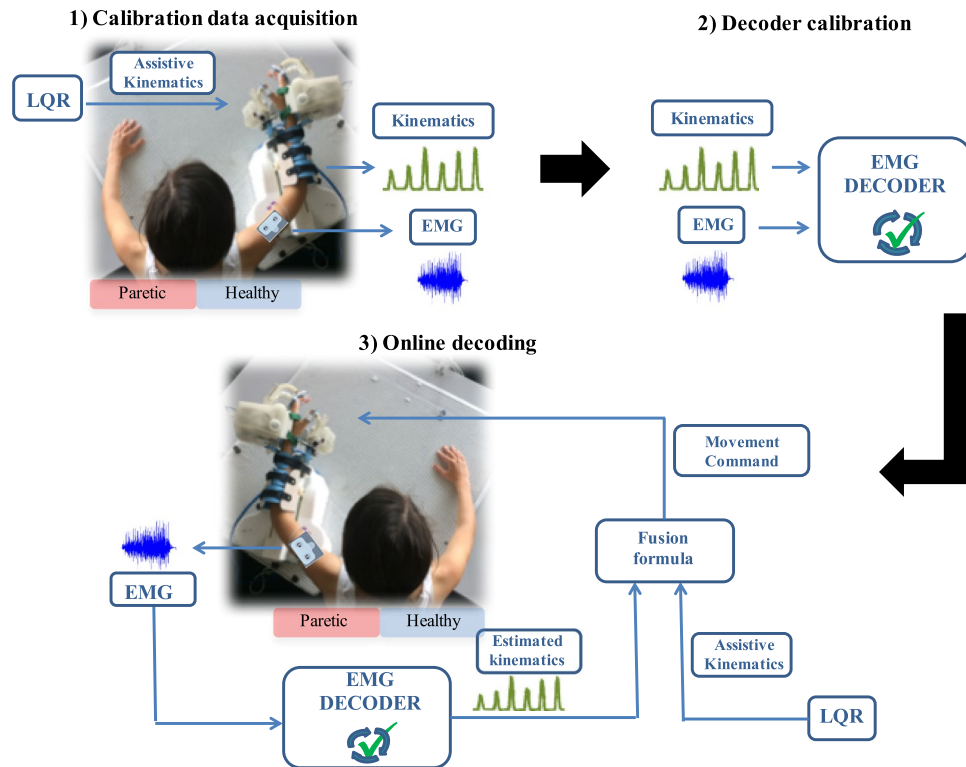 1) Calibration data acquisition
2) Decoder calibration
Assistive
Kinematics
LQR
Kinematics
EMG
Paretic
Healthy
Kinematics
EMG
EMG
DECODER
3) Online decoding
Movement
Command
Fusion
formula
EMG
Paretic
Healthy
Estimated
kinematics
EMG
DECODER
Assistive
Kinematics
LQR